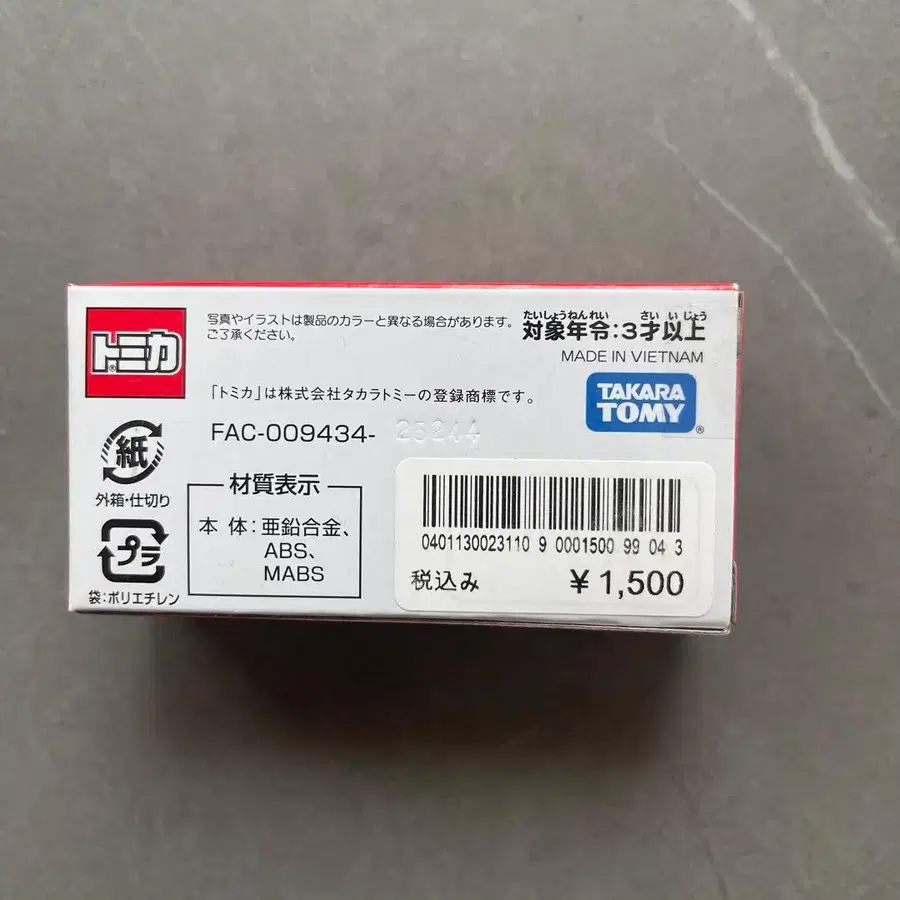 トミカ
写真やイラストは製品のカラーと異なる場合があります。
ご了承ください。
たいしょうねんれい さい い じょう
対象年令:3才以上
MADE IN VIETNAM
「トミカ」は株式会社タカラトミーの登録商標です。
TAKARA
TOMY
FAC-009434- 25244
紙
外箱・仕切り
プラ
袋:ポリエチレン
材質表示
本 体:亜鉛合金、
ABS、
MABS
0401130023110 9 0001500 99 04 3
税込み ¥1,500